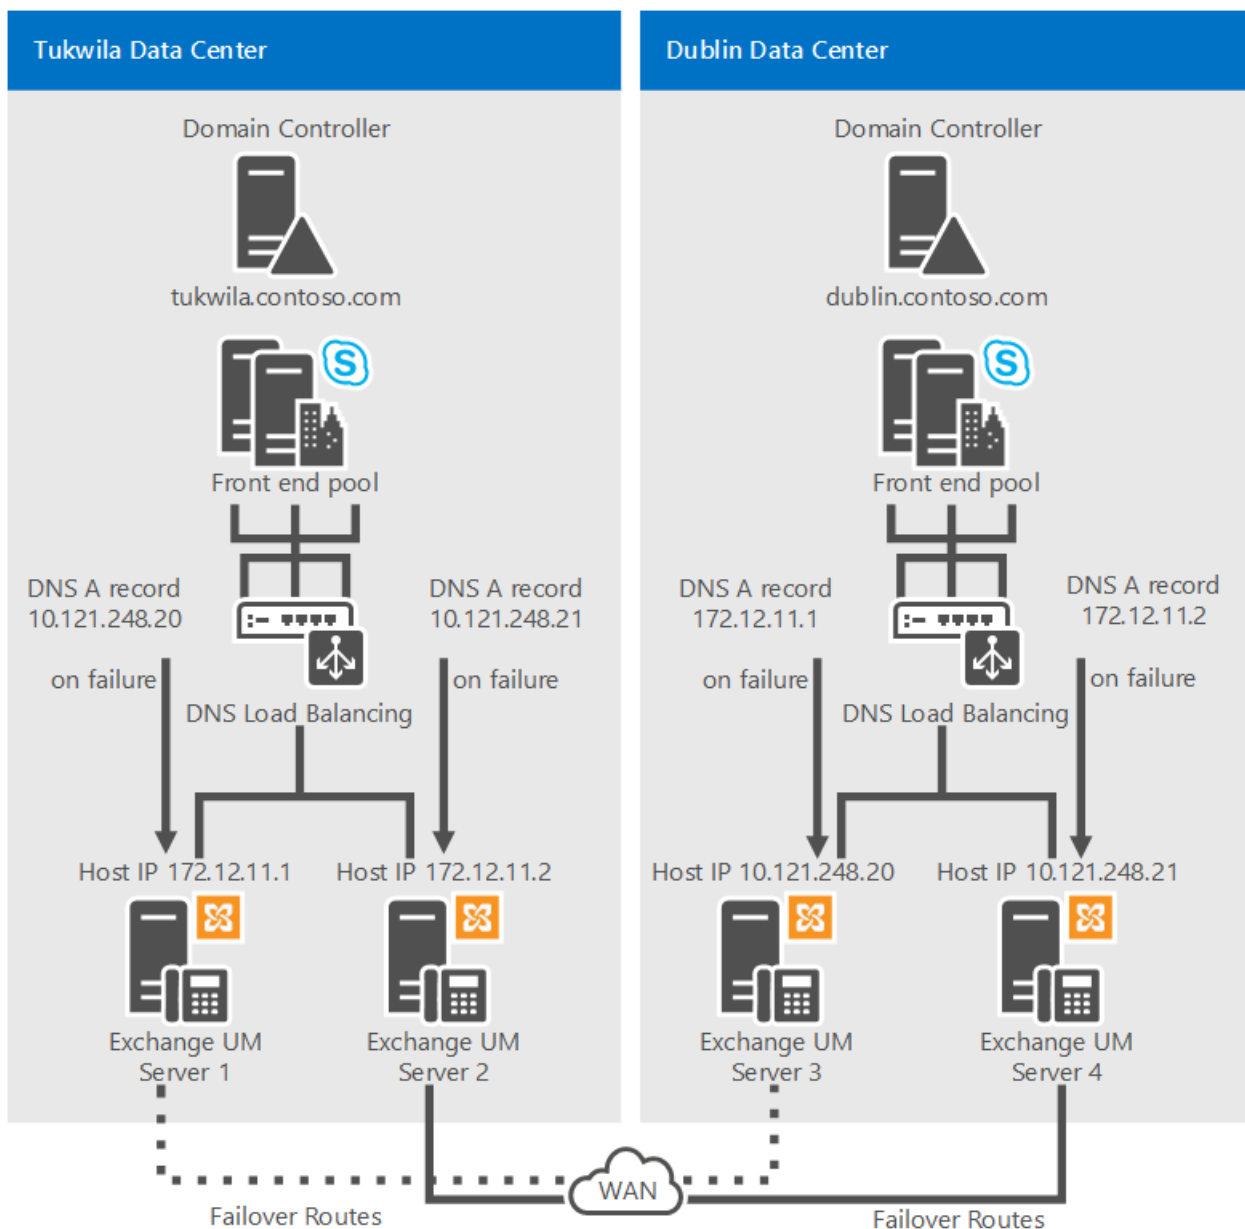 Tukwila Data Center
Domain Controller
tukwila.contoso.com
Front end pool
DNS A record
10.121.248.20
DNS A record
10.121.248.21
on failure
on failure
DNS Load Balancing
Host IP 172.12.11.1
Host IP 172.12.11.2
Exchange UM
Server 1
Exchange UM
Server 2
Failover Routes
Dublin Data Center
Domain Controller
dublin.contoso.com
S
S
Front end pool
DNS A record
172.12.11.1
DNS A record
172.12.11.2
on failure
on failure
DNS Load Balancing
Host IP 10.121.248.20
Host IP 10.121.248.21
Exchange UM
Server 3
Exchange UM
Server 4
WAN
Failover Routes